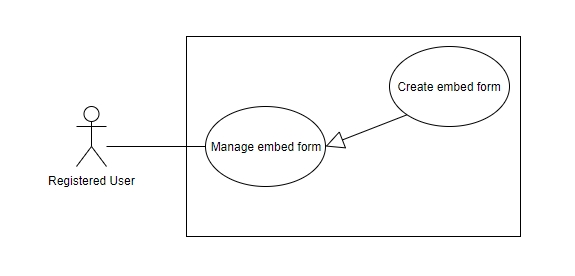 Create embed form
Manage embed form
Registered User